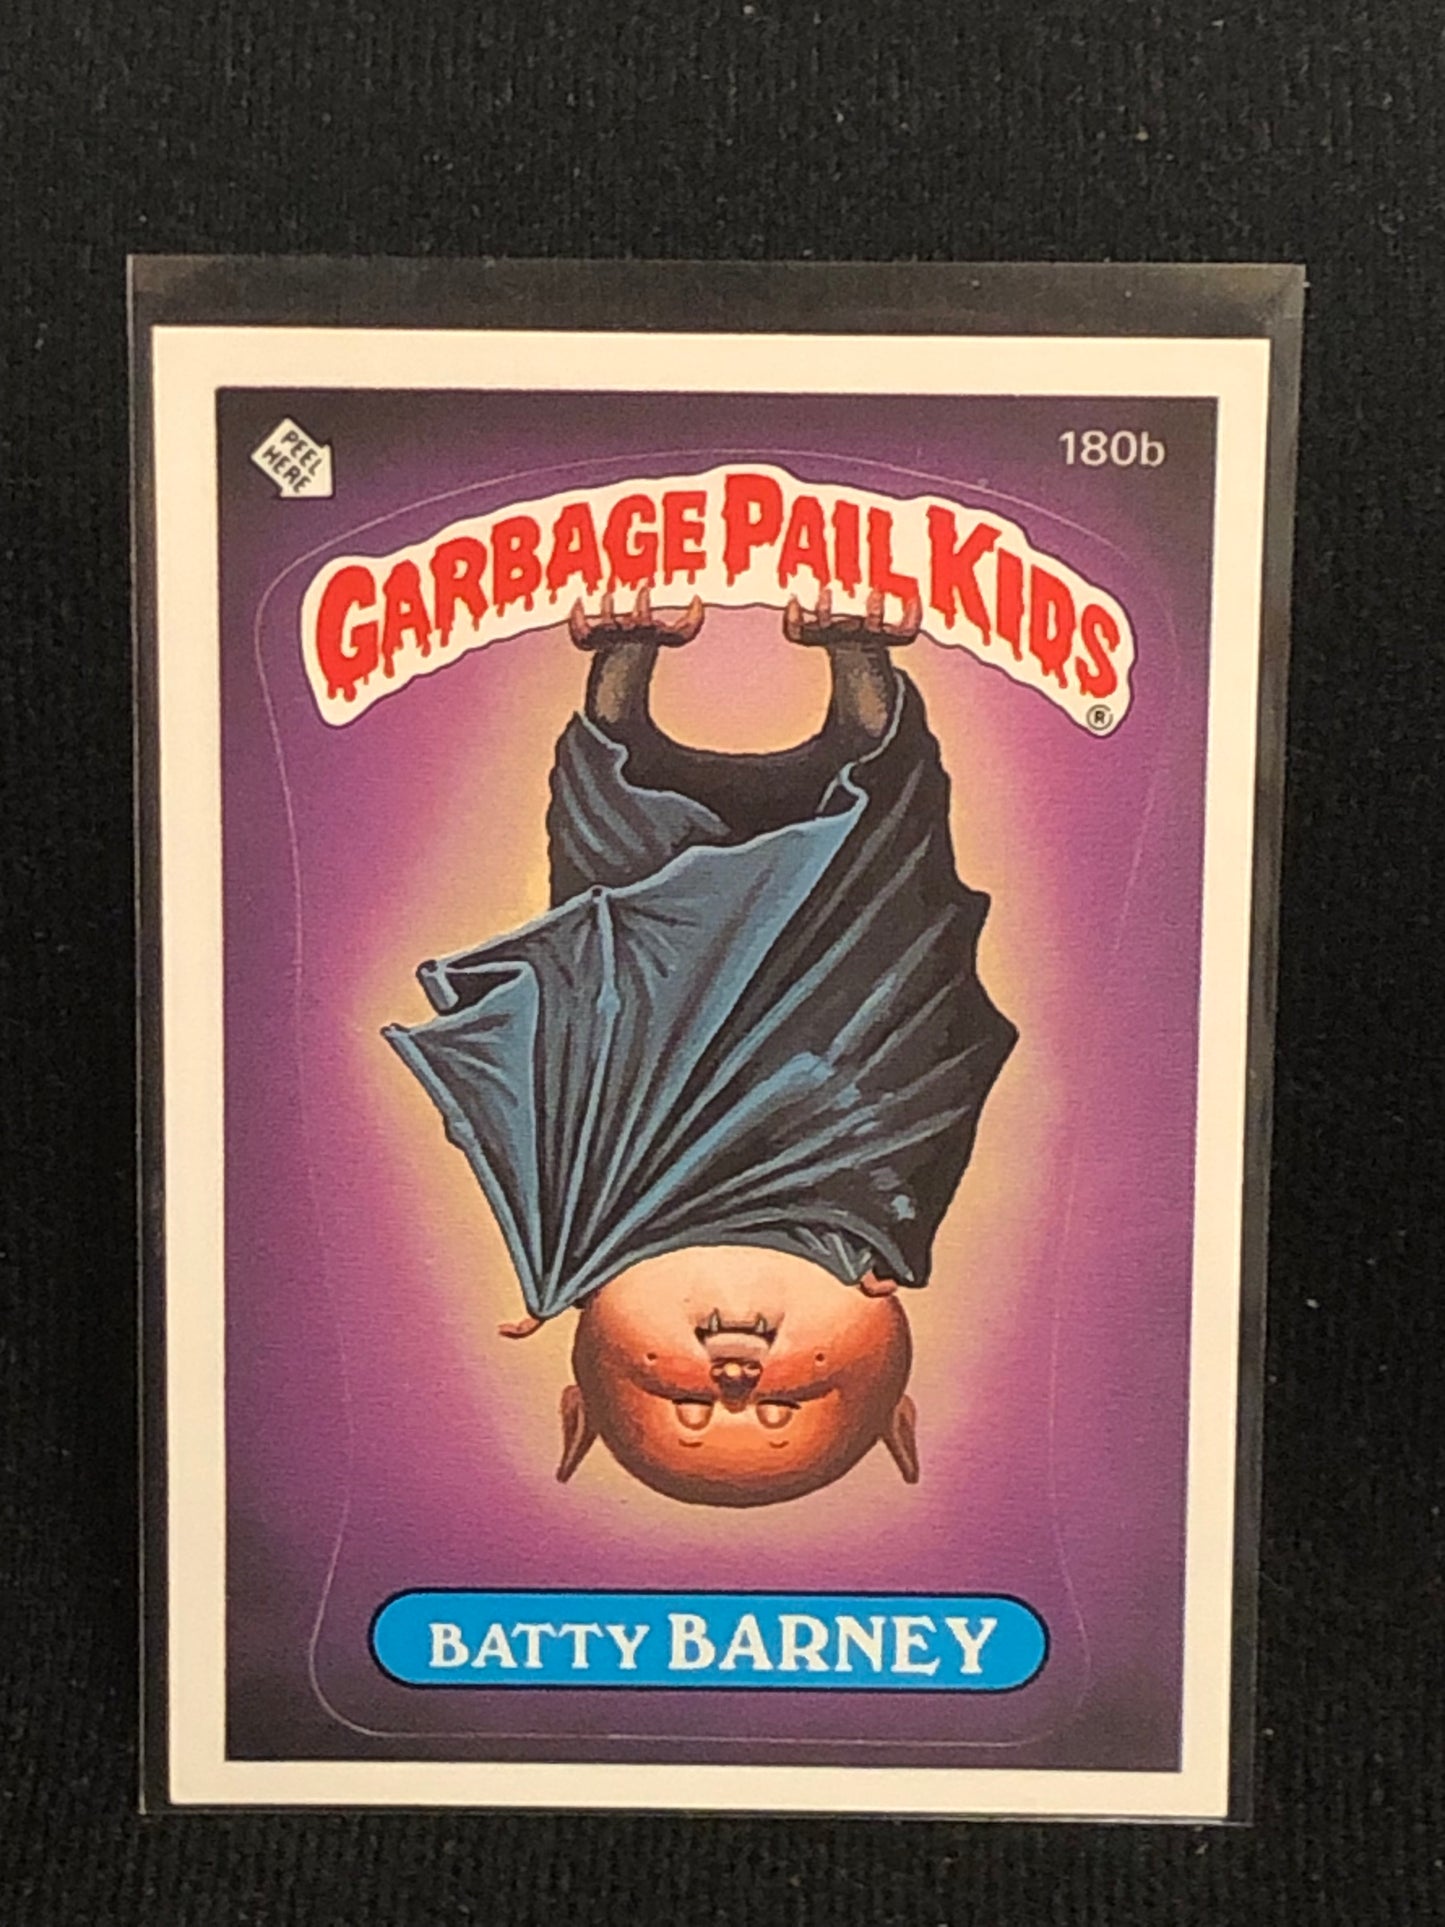 PEEL
HERE
180b
GARBAGE PAIL KIDS
®
BATTY BARNEY